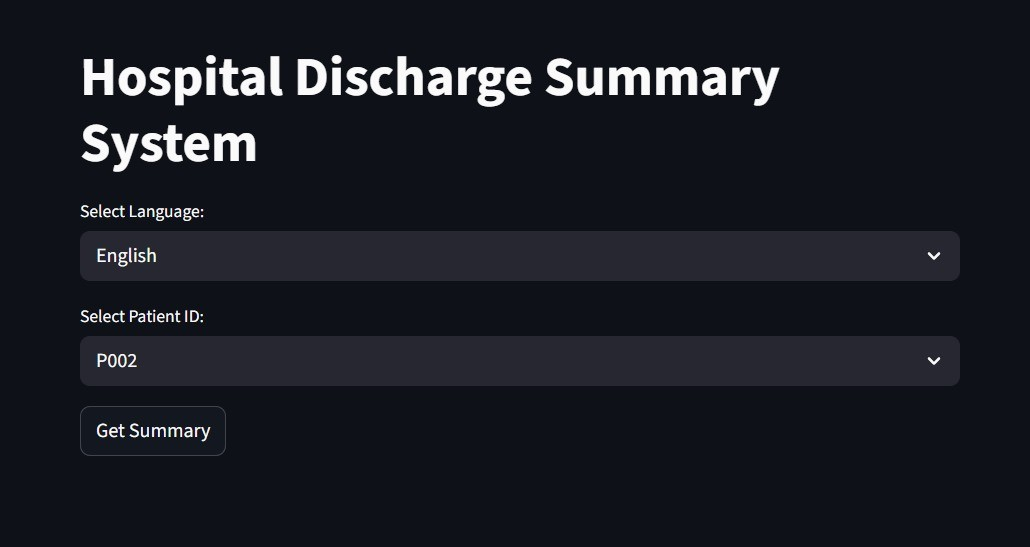 Hospital Discharge Summary
System
Select Language:
English
Select Patient ID:
P002
Get Summary